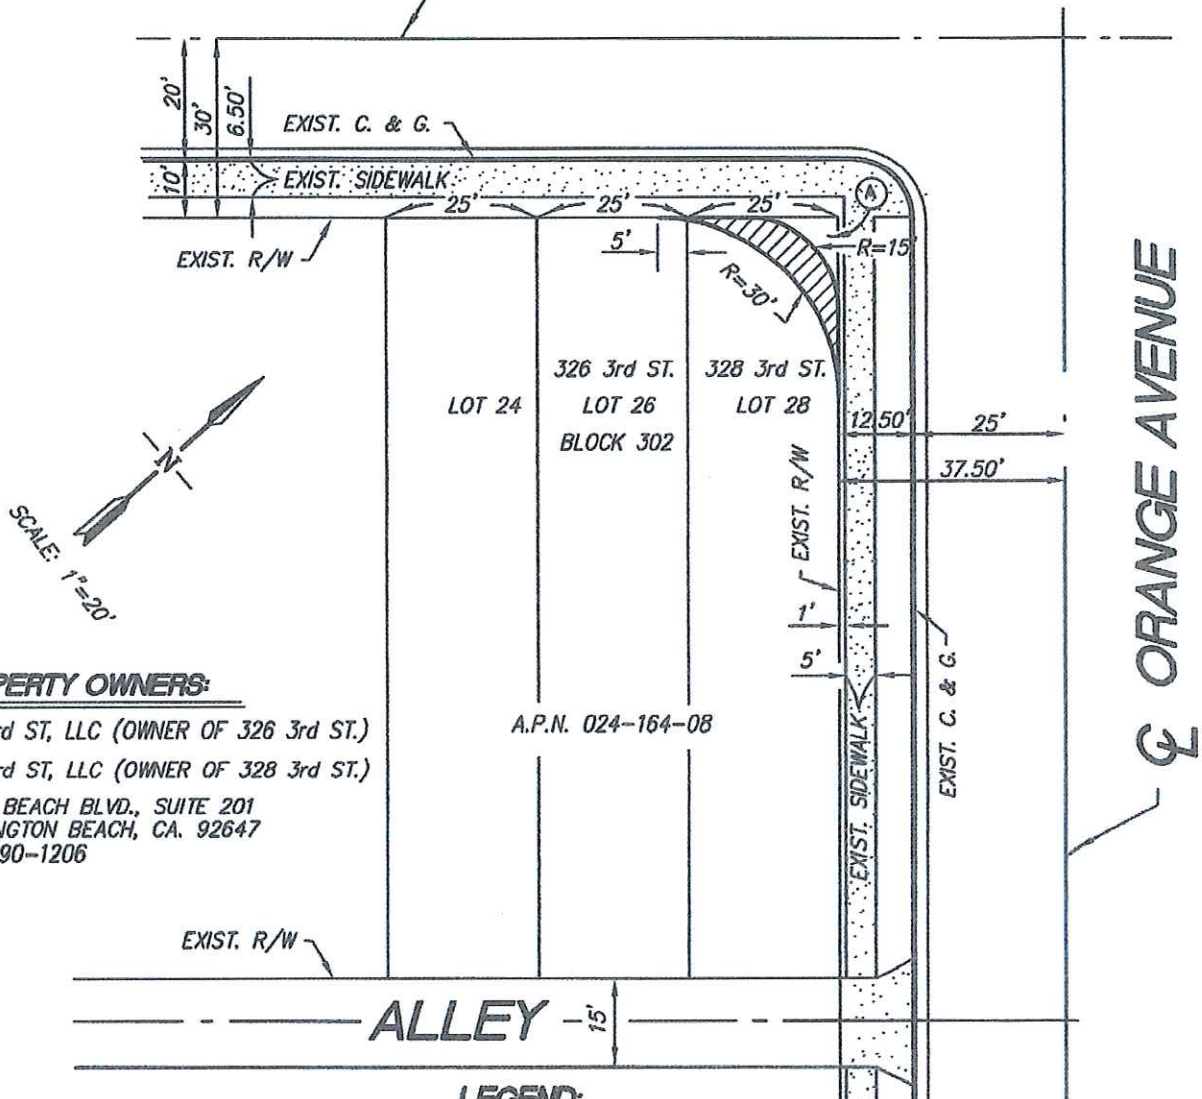 20'
30'
6.50'
10'
EXIST. C. & G.
EXIST. SIDEWALK
A
25'
25'
25'
EXIST. R/W
5'
R=15'
R=30'
326 3rd ST.
328 3rd ST.
LOT 24
LOT 26
LOT 28
BLOCK 302
12.50'
25'
37.50'
EXIST. R/W
N
SCALE: 1"=20'
1'
5'
EXIST. SIDEWALK
EXIST. C. & G.
℄ ORANGE AVENUE
PERTY OWNERS:
rd ST, LLC (OWNER OF 326 3rd ST.)
rd ST, LLC (OWNER OF 328 3rd ST.)
BEACH BLVD., SUITE 201
NGTON BEACH, CA. 92647
90-1206
A.P.N. 024-164-08
EXIST. R/W
ALLEY
15'
LEGEND: